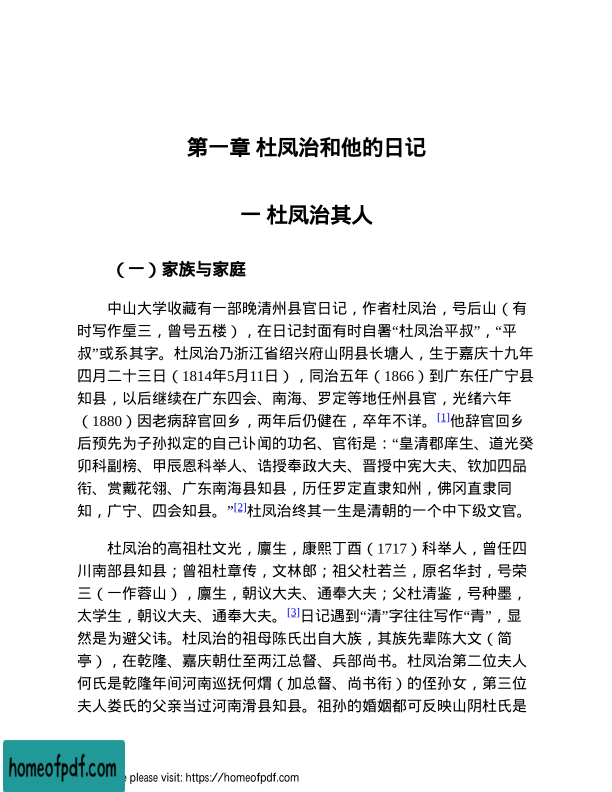 第一章 杜凤治和他的日记
一 杜凤治其人
（一）家族与家庭
中山大学收藏有一部晚清州县官日记，作者杜凤治，号后山（有
时写作垕三，曾号五楼），在日记封面有时自署“杜凤治平叔”，“平
叔”或系其字。杜凤治乃浙江省绍兴府山阴县长塘人，生于嘉庆十九年
四月二十三日（1814年5月11日），同治五年（1866）到广东任广宁县
知县，以后继续在广东四会、南海、罗定等地任州县官，光绪六年
（1880）因老病辞官回乡，两年后仍健在，卒年不详。[1]他辞官回乡
后预先为子孙拟定的自己讣闻的功名、官衔是：“皇清郡庠生、道光癸
卯科副榜、甲辰恩科举人、诰授奉政大夫、晋授中宪大夫、钦加四品
衔、赏戴花翎、广东南海县知县，历任罗定直隶知州，佛冈直隶同
知，广宁、四会知县。”[2]杜凤治终其一生是清朝的一个中下级文官。
杜凤治的高祖杜文光，廪生，康熙丁酉（1717）科举人，曾任四
川南部县知县；曾祖杜章传，文林郎；祖父杜若兰，原名华封，号荣
三（一作蓉山），廪生，朝议大夫、通奉大夫；父杜清鉴，号种墨，
太学生，朝议大夫、通奉大夫。[3]日记遇到“清”字往往写作“青”，显
然是为避父讳。杜凤治的祖母陈氏出自大族，其族先辈陈大文（简
亭），在乾隆、嘉庆朝仕至两江总督、兵部尚书。杜凤治第二位夫人
何氏是乾隆年间河南巡抚何煟（加总督、尚书衔）的侄孙女，第三位
夫人娄氏的父亲当过河南滑县知县。祖孙的婚姻都可反映山阴杜氏是
homeofpdf.com
e please visit: https://homeofpdf.com